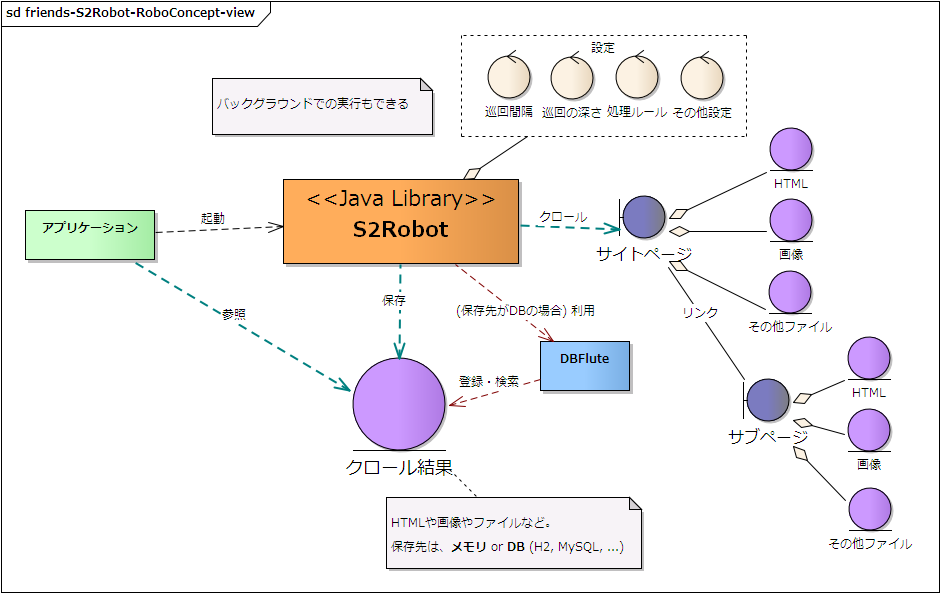 sd friends-S2Robot-RoboConcept-view
設定
巡回間隔
巡回の深さ
処理ルール
その他設定
バックグラウンドでの実行もできる
HTML
<<Java Library>>
S2Robot
アプリケーション
起動
クロール
サイトページ
画像
保存
(保存先がDBの場合) 利用
リンク
参照
その他ファイル
DBFlute
登録・検索
HTML
サブページ
画像
クロール結果
HTMLや画像やファイルなど。
保存先は、メモリ or DB (H2, MySQL, ...)
その他ファイル